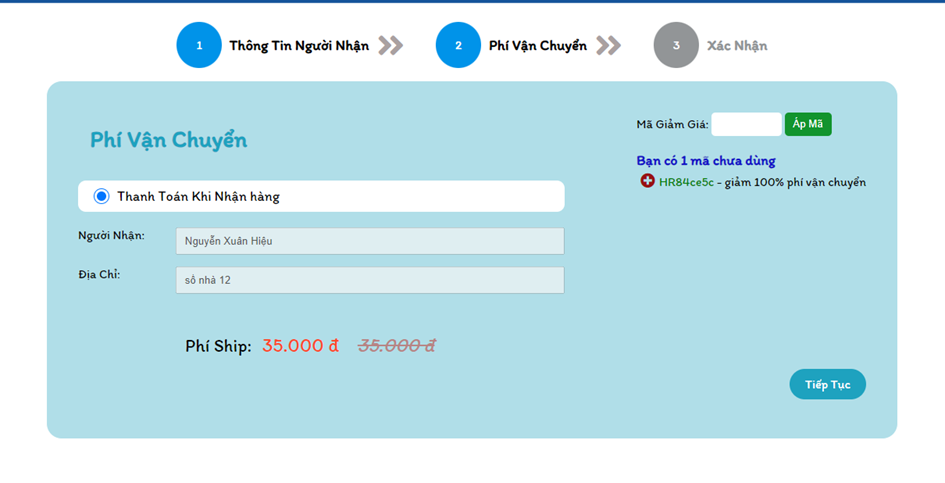 1 Thông Tin Người Nhận 2 Phí Vận Chuyển 3 Xác Nhận
Phí Vận Chuyển
Thanh Toán Khi Nhận hàng
Người Nhận: Nguyễn Xuân Hiệu
Địa Chỉ: số nhà 12
Phí Ship: 35.000 đ 35.000 đ
Mã Giảm Giá: Áp Mã
Bạn có 1 mã chưa dùng
HR84ce5c - giảm 100% phí vận chuyển
Tiếp Tục